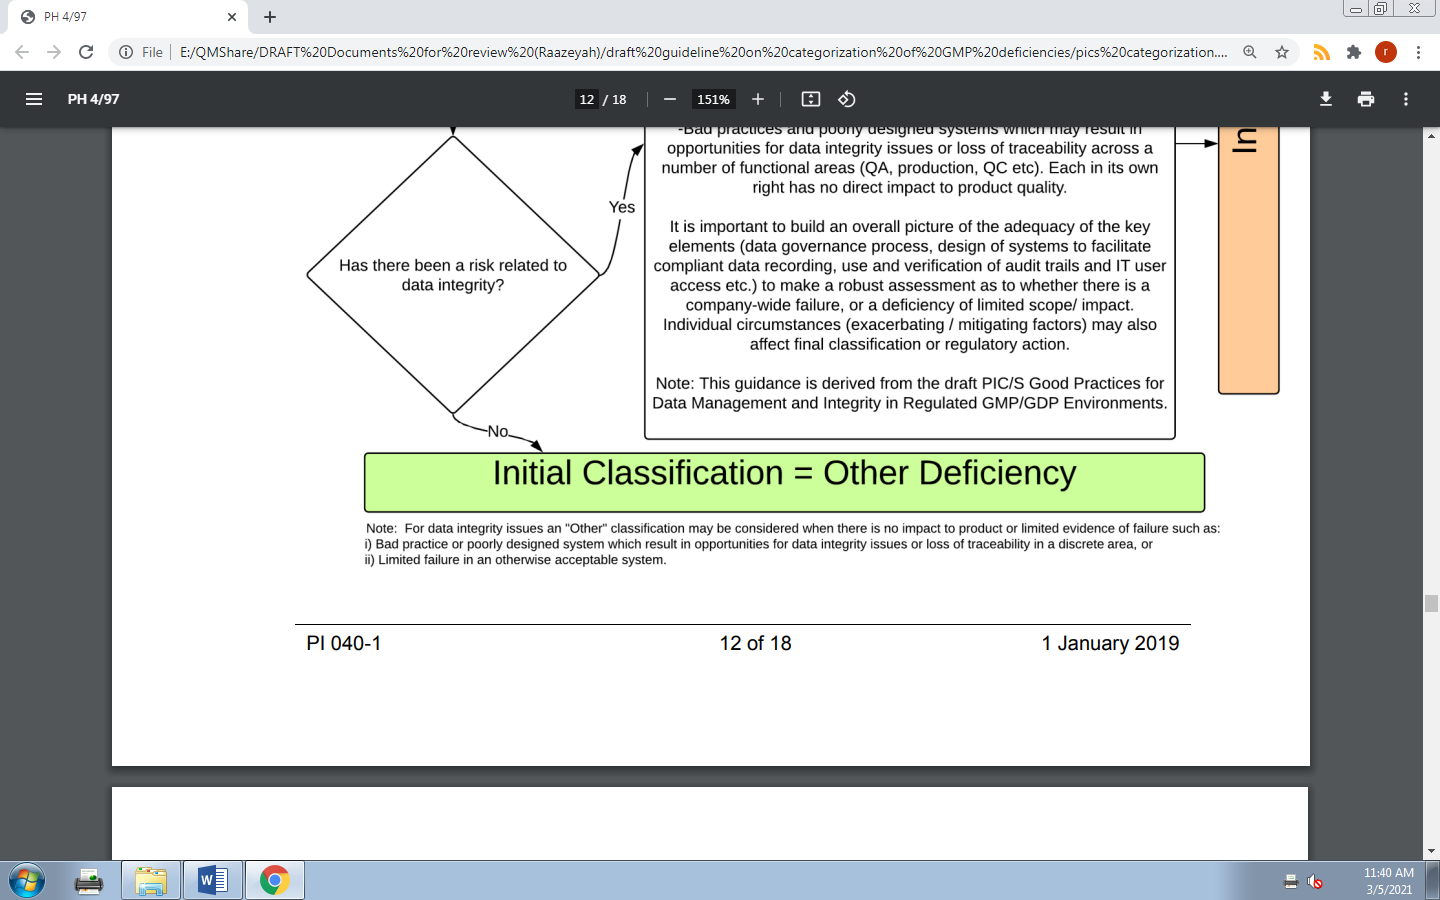 PH 4/97
File
E:/QMShare/DRAFT%20Documents%20for%20review%20(Raazeyah)/draft%20guideline%20on%20categorization%20of%20GMP%20deficiencies/pics%20categorization....
r
PH 4/97
12 / 18
151%
-Bad practices and poorly designed systems which may result in
opportunities for data integrity issues or loss of traceability across a
number of functional areas (QA, production, QC etc). Each in its own
right has no direct impact to product quality.
In
Yes
It is important to build an overall picture of the adequacy of the key
elements (data governance process, design of systems to facilitate
compliant data recording, use and verification of audit trails and IT user
access etc.) to make a robust assessment as to whether there is a
company-wide failure, or a deficiency of limited scope/ impact.
Individual circumstances (exacerbating / mitigating factors) may also
affect final classification or regulatory action.
Has there been a risk related to
data integrity?
Note: This guidance is derived from the draft PIC/S Good Practices for
Data Management and Integrity in Regulated GMP/GDP Environments.
No
Initial Classification = Other Deficiency
Note: For data integrity issues an "Other" classification may be considered when there is no impact to product or limited evidence of failure such as:
i) Bad practice or poorly designed system which result in opportunities for data integrity issues or loss of traceability in a discrete area, or
ii) Limited failure in an otherwise acceptable system.
PI 040-1
12 of 18
1 January 2019
W
11:40 AM
3/5/2021